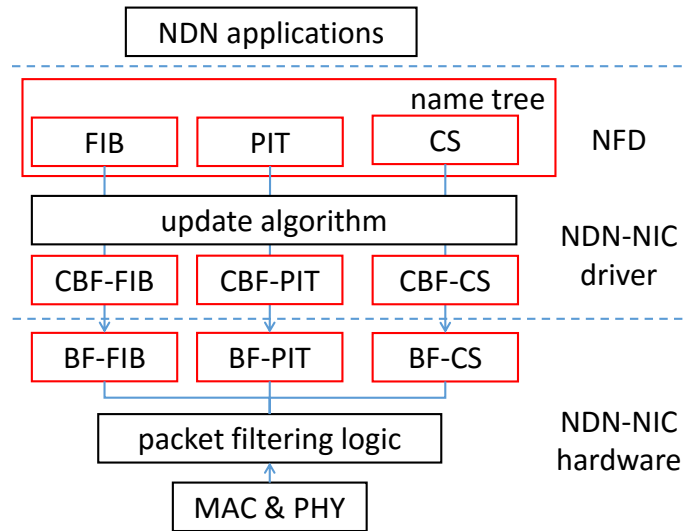 NDN applications
name tree
FIB PIT CS
NFD
update algorithm
NDN-NIC
driver
CBF-FIB CBF-PIT CBF-CS
BF-FIB BF-PIT BF-CS
packet filtering logic
NDN-NIC
hardware
MAC & PHY